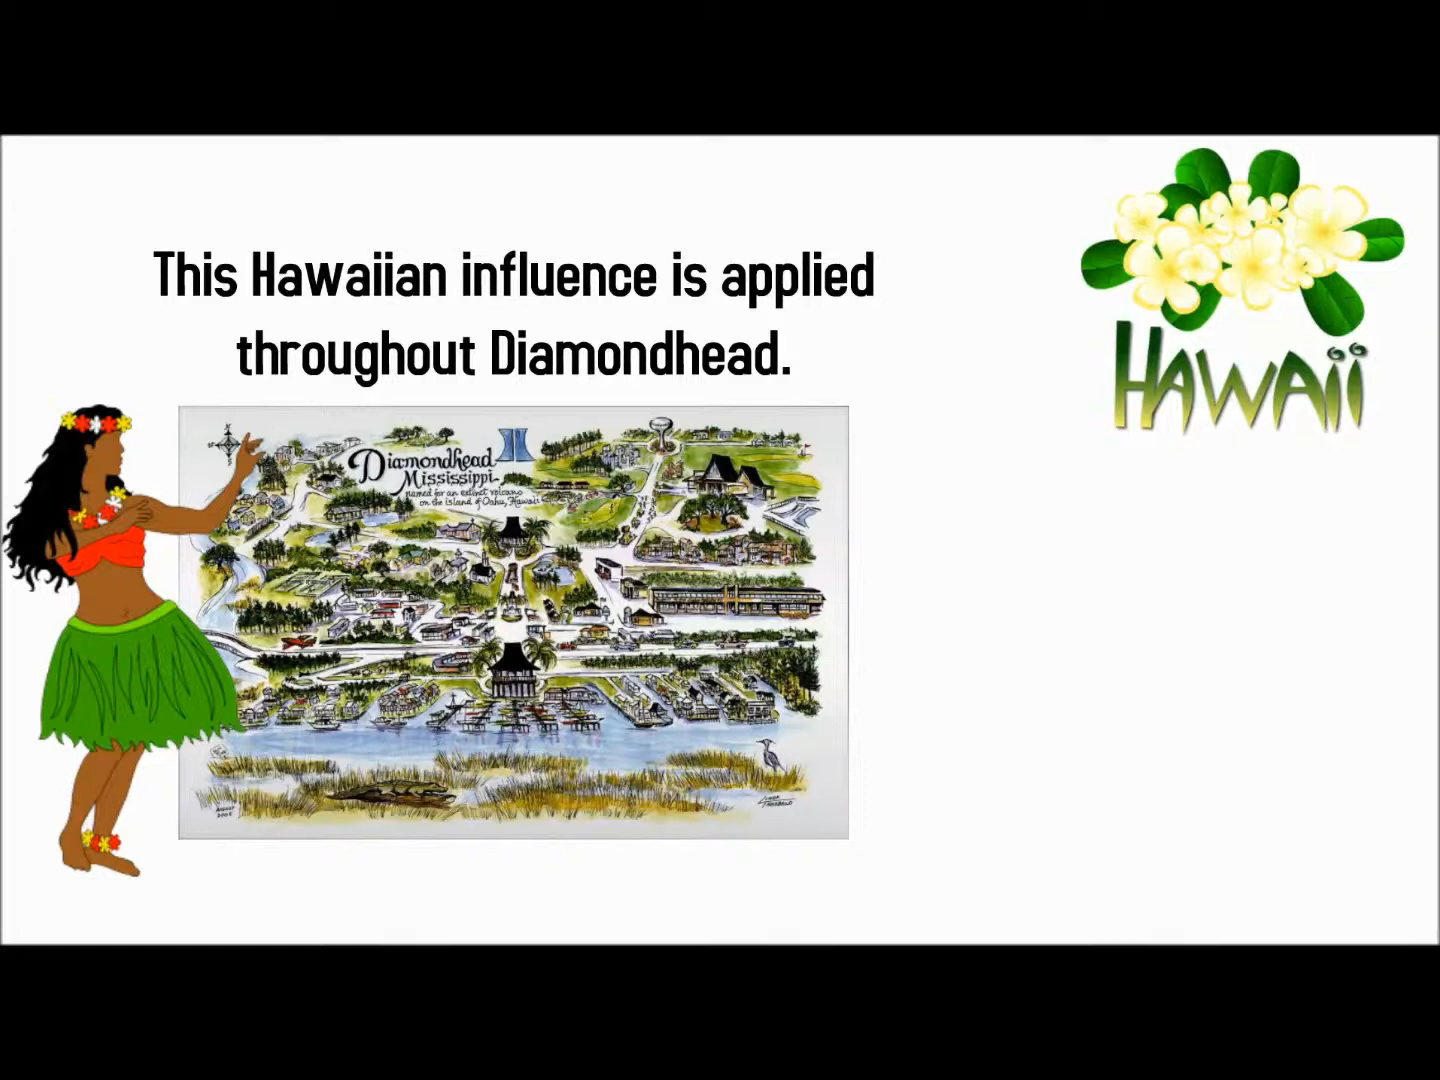 This Hawaiian influence is applied
throughout Diamondhead.
HAWAii
Diamondhead
Mississippi
named for an extinct volcano
on the island of Oahu, Hawaii